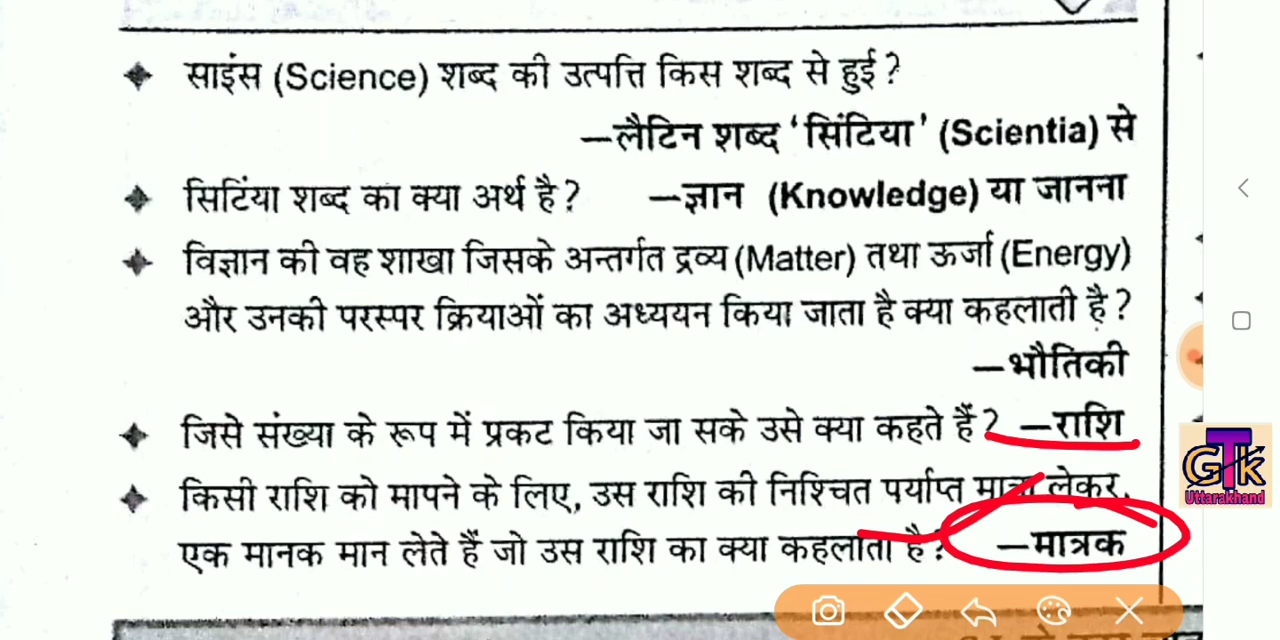 साइंस (Science) शब्द की उत्पत्ति किस शब्द से हुई?
—लैटिन शब्द 'सिंटिया' (Scientia) से
सिटिंया शब्द का क्या अर्थ है? —ज्ञान (Knowledge) या जानना
विज्ञान की वह शाखा जिसके अन्तर्गत द्रव्य (Matter) तथा ऊर्जा (Energy)
और उनकी परस्पर क्रियाओं का अध्ययन किया जाता है क्या कहलाती है?
—भौतिकी
जिसे संख्या के रूप में प्रकट किया जा सके उसे क्या कहते हैं? —राशि
किसी राशि को मापने के लिए, उस राशि की निश्चित पर्याप्त मात्रा लेकर,
एक मानक मान लेते हैं जो उस राशि का क्या कहलाता है? —मात्रक
GTK
Uttarakhand